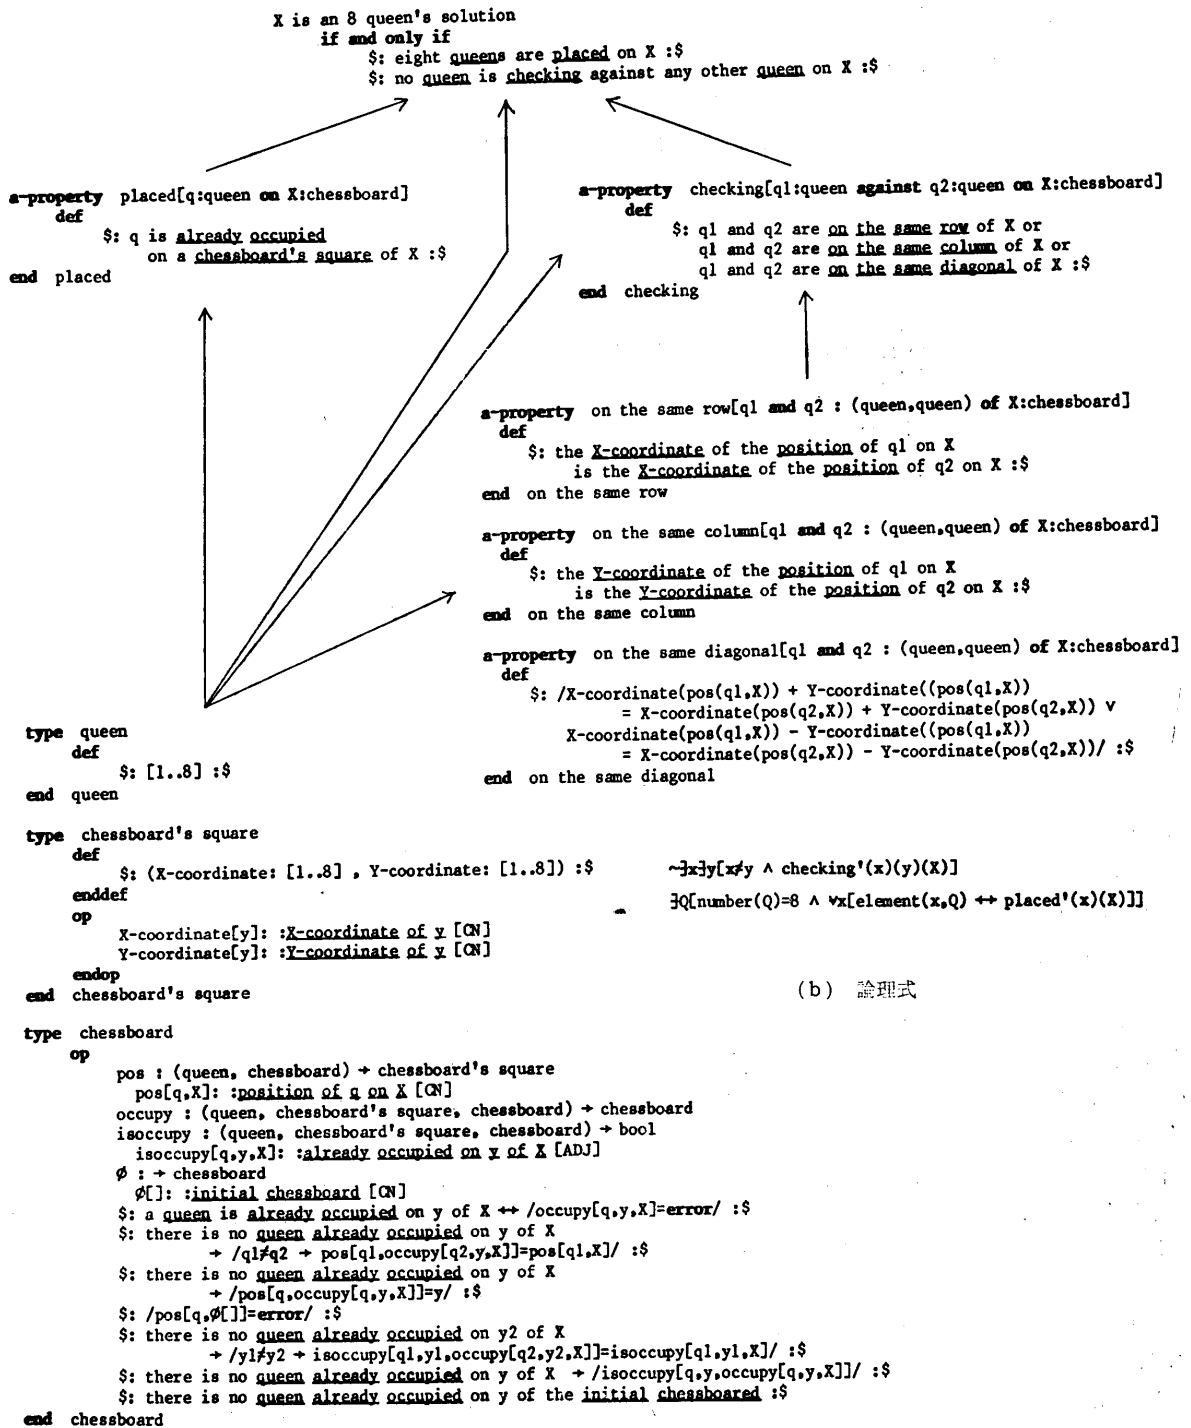 X is an 8 queen's solution
if and only if
$: eight queens are placed on X :$
$: no queen is checking against any other queen on X :$
a-property placed[q:queen on X:chessboard]
def
$: q is already occupied
on a chessboard's square of X :$
end placed
a-property checking[q1:queen against q2:queen on X:chessboard]
def
$: q1 and q2 are on the same row of X or
q1 and q2 are on the same column of X or
q1 and q2 are on the same diagonal of X :$
end checking
a-property on the same row[q1 and q2 : (queen,queen) of X:chessboard]
def
$: the X-coordinate of the position of q1 on X
is the X-coordinate of the position of q2 on X :$
end on the same row
a-property on the same column[q1 and q2 : (queen,queen) of X:chessboard]
def
$: the Y-coordinate of the position of q1 on X
is the Y-coordinate of the position of q2 on X :$
end on the same column
a-property on the same diagonal[q1 and q2 : (queen,queen) of X:chessboard]
def
$: /X-coordinate(pos(q1,X)) + Y-coordinate((pos(q1,X))
= X-coordinate(pos(q2,X)) + Y-coordinate(pos(q2,X)) ∨
X-coordinate(pos(q1,X)) - Y-coordinate((pos(q1,X))
= X-coordinate(pos(q2,X)) - Y-coordinate(pos(q2,X))/ :$
end on the same diagonal
type queen
def
$: [1..8] :$
end queen
type chessboard's square
def
$: (X-coordinate: [1..8] , Y-coordinate: [1..8]) :$
enddef
op
X-coordinate[y]: :X-coordinate of y [CN]
Y-coordinate[y]: :Y-coordinate of y [CN]
endop
end chessboard's square
~∃x∃y[x≠y ∧ checking'(x)(y)(X)]
∃Q[number(Q)=8 ∧ ∀x[element(x,Q) ↔ placed'(x)(X)]]
(b) 論理式
type chessboard
op
pos : (queen, chessboard) → chessboard's square
pos[q,X]: :position of q on X [CN]
occupy : (queen, chessboard's square, chessboard) → chessboard
isoccupy : (queen, chessboard's square, chessboard) → bool
isoccupy[q,y,X]: :already occupied on y of X [ADJ]
∅ : → chessboard
∅[]: :initial chessboard [CN]
$: a queen is already occupied on y of X ↔ /occupy[q,y,X]=error/ :$
$: there is no queen already occupied on y of X
→ /q1≠q2 → pos[q1,occupy[q2,y,X]]=pos[q1,X]/ :$
$: there is no queen already occupied on y of X
→ /pos[q,occupy[q,y,X]]=y/ :$
$: /pos[q,∅[]]=error/ :$
$: there is no queen already occupied on y2 of X
→ /y1≠y2 → isoccupy[q1,y1,occupy[q2,y2,X]]=isoccupy[q1,y1,X]/ :$
$: there is no queen already occupied on y of X → /isoccupy[q,y,occupy[q,y,X]]/ :$
$: there is no queen already occupied on y of the initial chessboared :$
end chessboard